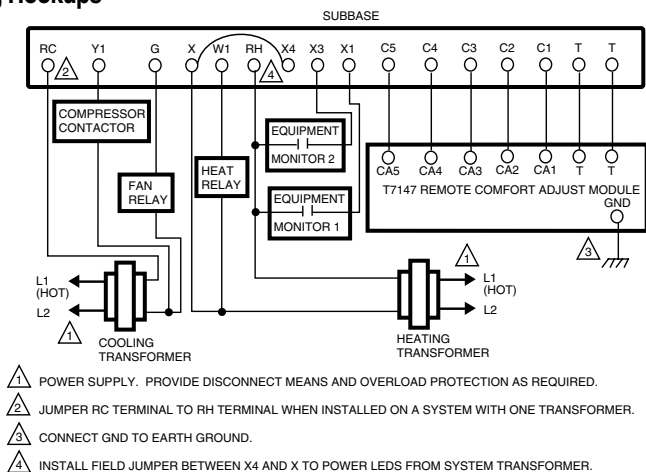 g Hookups
SUBBASE
RC Y1 G X W1 RH X4 X3 X1 C5 C4 C3 C2 C1 T T
2 4
COMPRESSOR
CONTACTOR
EQUIPMENT
MONITOR 2
HEAT
RELAY
FAN
RELAY
EQUIPMENT
MONITOR 1
CA5 CA4 CA3 CA2 CA1 T T
T7147 REMOTE COMFORT ADJUST MODULE
GND
3
L1
(HOT)
L2
1
COOLING
TRANSFORMER
1
L1
(HOT)
L2
HEATING
TRANSFORMER
1 POWER SUPPLY. PROVIDE DISCONNECT MEANS AND OVERLOAD PROTECTION AS REQUIRED.
2 JUMPER RC TERMINAL TO RH TERMINAL WHEN INSTALLED ON A SYSTEM WITH ONE TRANSFORMER.
3 CONNECT GND TO EARTH GROUND.
4 INSTALL FIELD JUMPER BETWEEN X4 AND X TO POWER LEDS FROM SYSTEM TRANSFORMER.